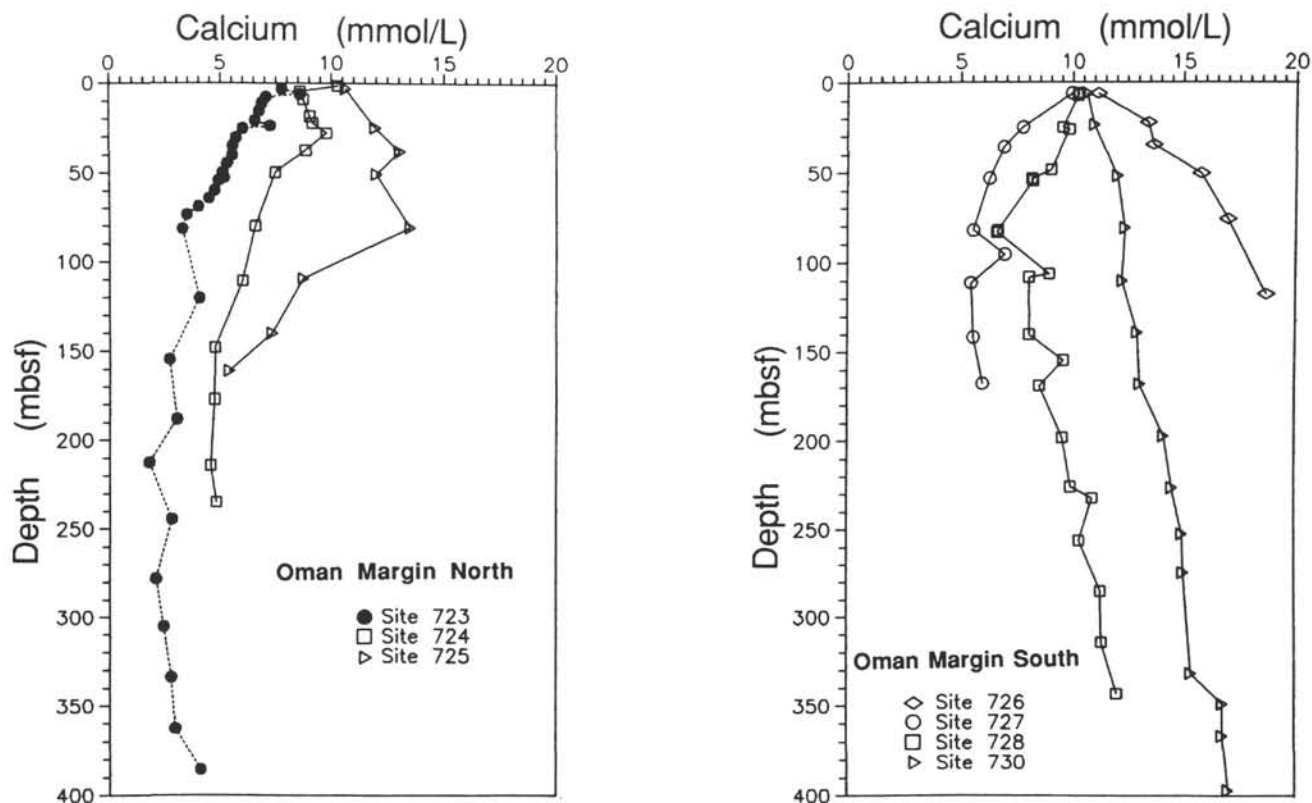 Calcium (mmol/L)
0 5 10 15 20
0
50
100
150
200
250
300
350
400
Depth (mbsf)
Oman Margin North
Site 723
Site 724
Site 725
Calcium (mmol/L)
0 5 10 15 20
0
50
100
150
200
250
300
350
400
Depth (mbsf)
Oman Margin South
Site 726
Site 727
Site 728
Site 730